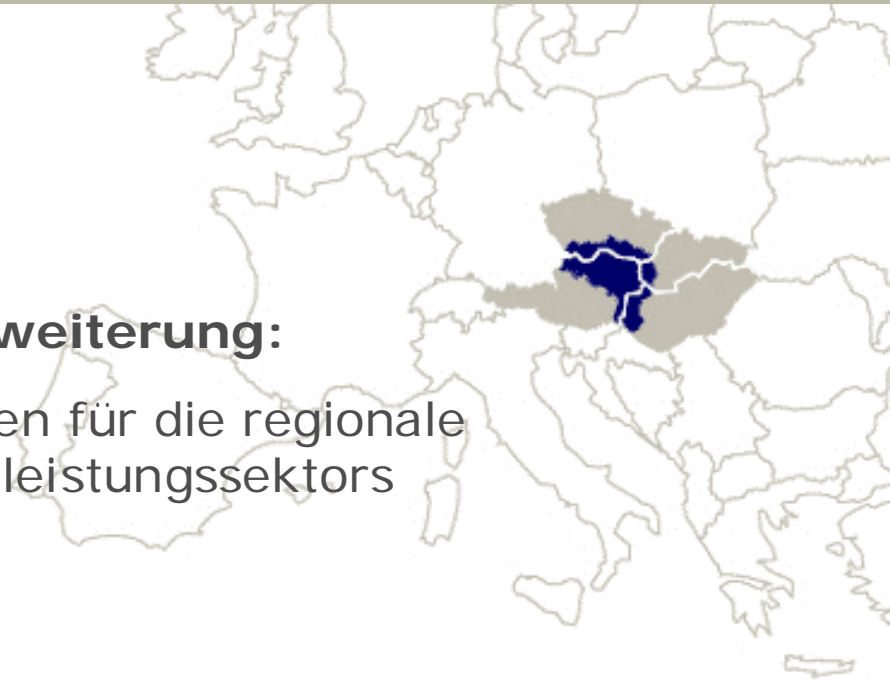 weiterung:
en für die regionale
leistungssektors